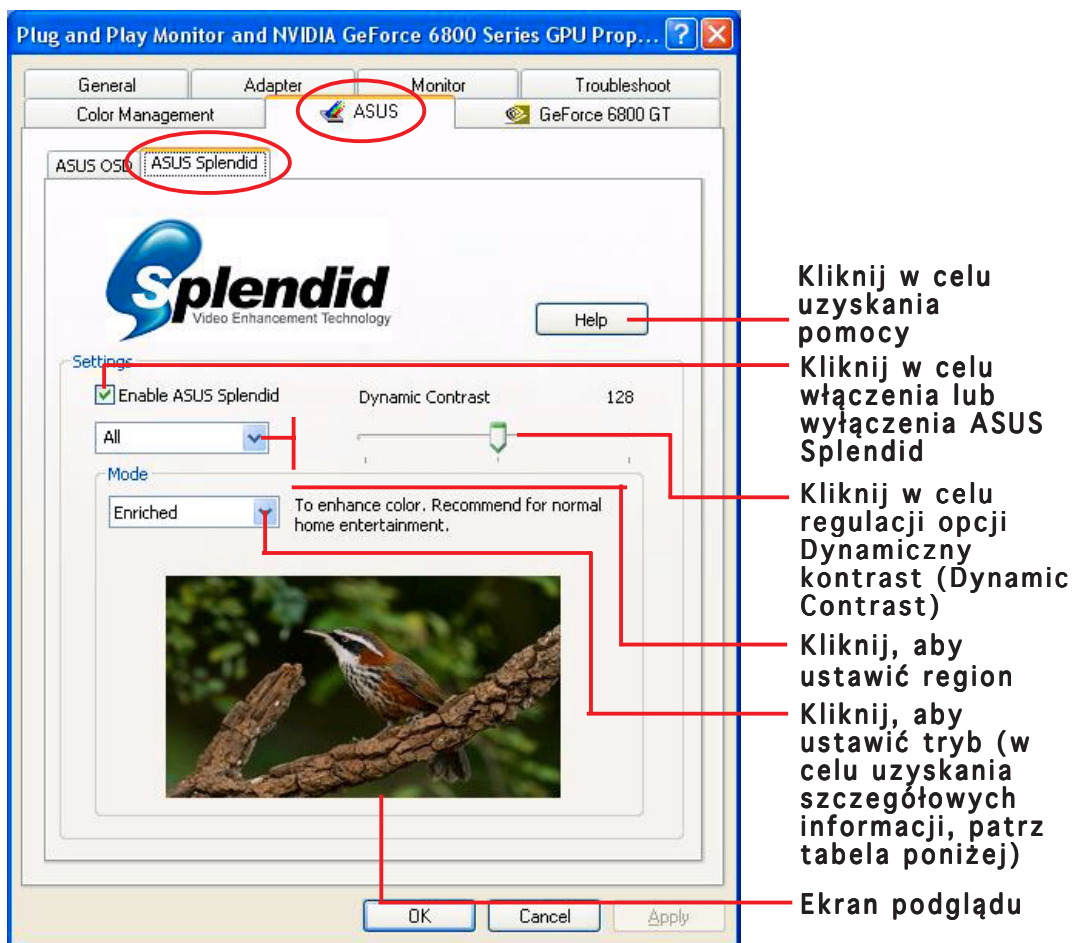 Plug and Play Monitor and NVIDIA GeForce 6800 Series GPU Prop...
General Adapter Monitor Troubleshoot
Color Management ASUS GeForce 6800 GT
ASUS OSD ASUS Splendid
Splendid
Video Enhancement Technology
Help
Settings
Enable ASUS Splendid
Dynamic Contrast 128
All
Mode
Enriched
To enhance color. Recommend for normal
home entertainment.
OK Cancel Apply
Kliknij w celu
uzyskania
pomocy
Kliknij w celu
włączenia lub
wyłączenia ASUS
Splendid
Kliknij w celu
regulacji opcji
Dynamiczny
kontrast (Dynamic
Contrast)
Kliknij, aby
ustawić region
Kliknij, aby
ustawić tryb (w
celu uzyskania
szczegółowych
informacji, patrz
tabela poniżej)
Ekran podglądu